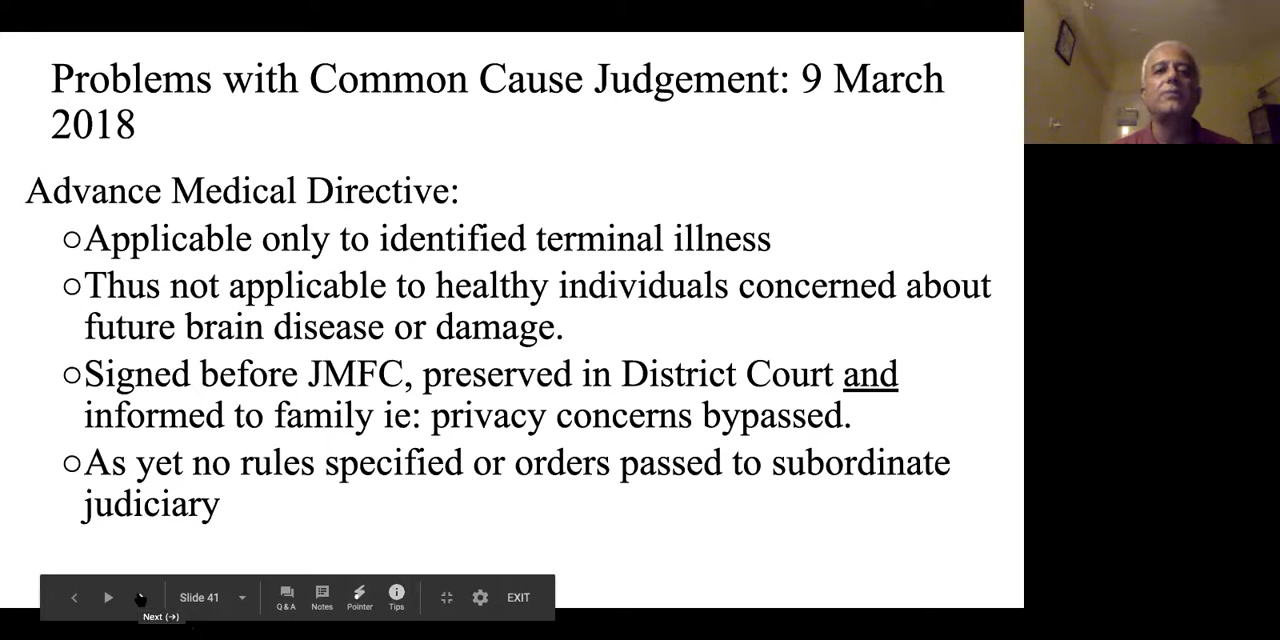 Problems with Common Cause Judgement: 9 March
2018
Advance Medical Directive:
○Applicable only to identified terminal illness
○Thus not applicable to healthy individuals concerned about
future brain disease or damage.
○Signed before JMFC, preserved in District Court and
informed to family ie: privacy concerns bypassed.
○As yet no rules specified or orders passed to subordinate
judiciary
Slide 41
Q & A
Notes
Pointer
Tips
EXIT
Next (→)